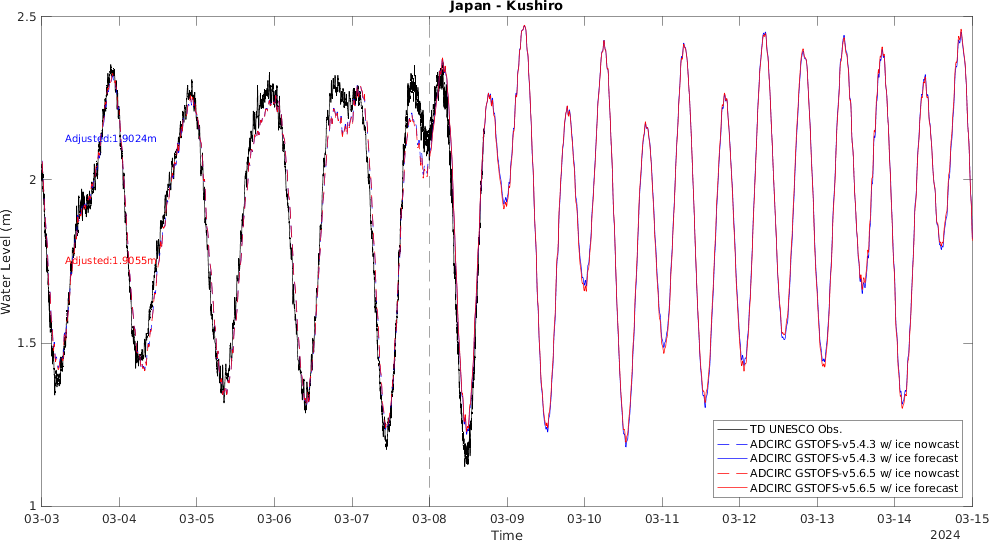 Japan - Kushiro
2.5
2
1.5
1
Water Level (m)
Adjusted:1.9024m
Adjusted:1.9055m
TD UNESCO Obs.
ADCIRC GSTOFS-v5.4.3 w/ ice nowcast
ADCIRC GSTOFS-v5.4.3 w/ ice forecast
ADCIRC GSTOFS-v5.6.5 w/ ice nowcast
ADCIRC GSTOFS-v5.6.5 w/ ice forecast
03-03 03-04 03-05 03-06 03-07 03-08 03-09 03-10 03-11 03-12 03-13 03-14 03-15
Time
2024